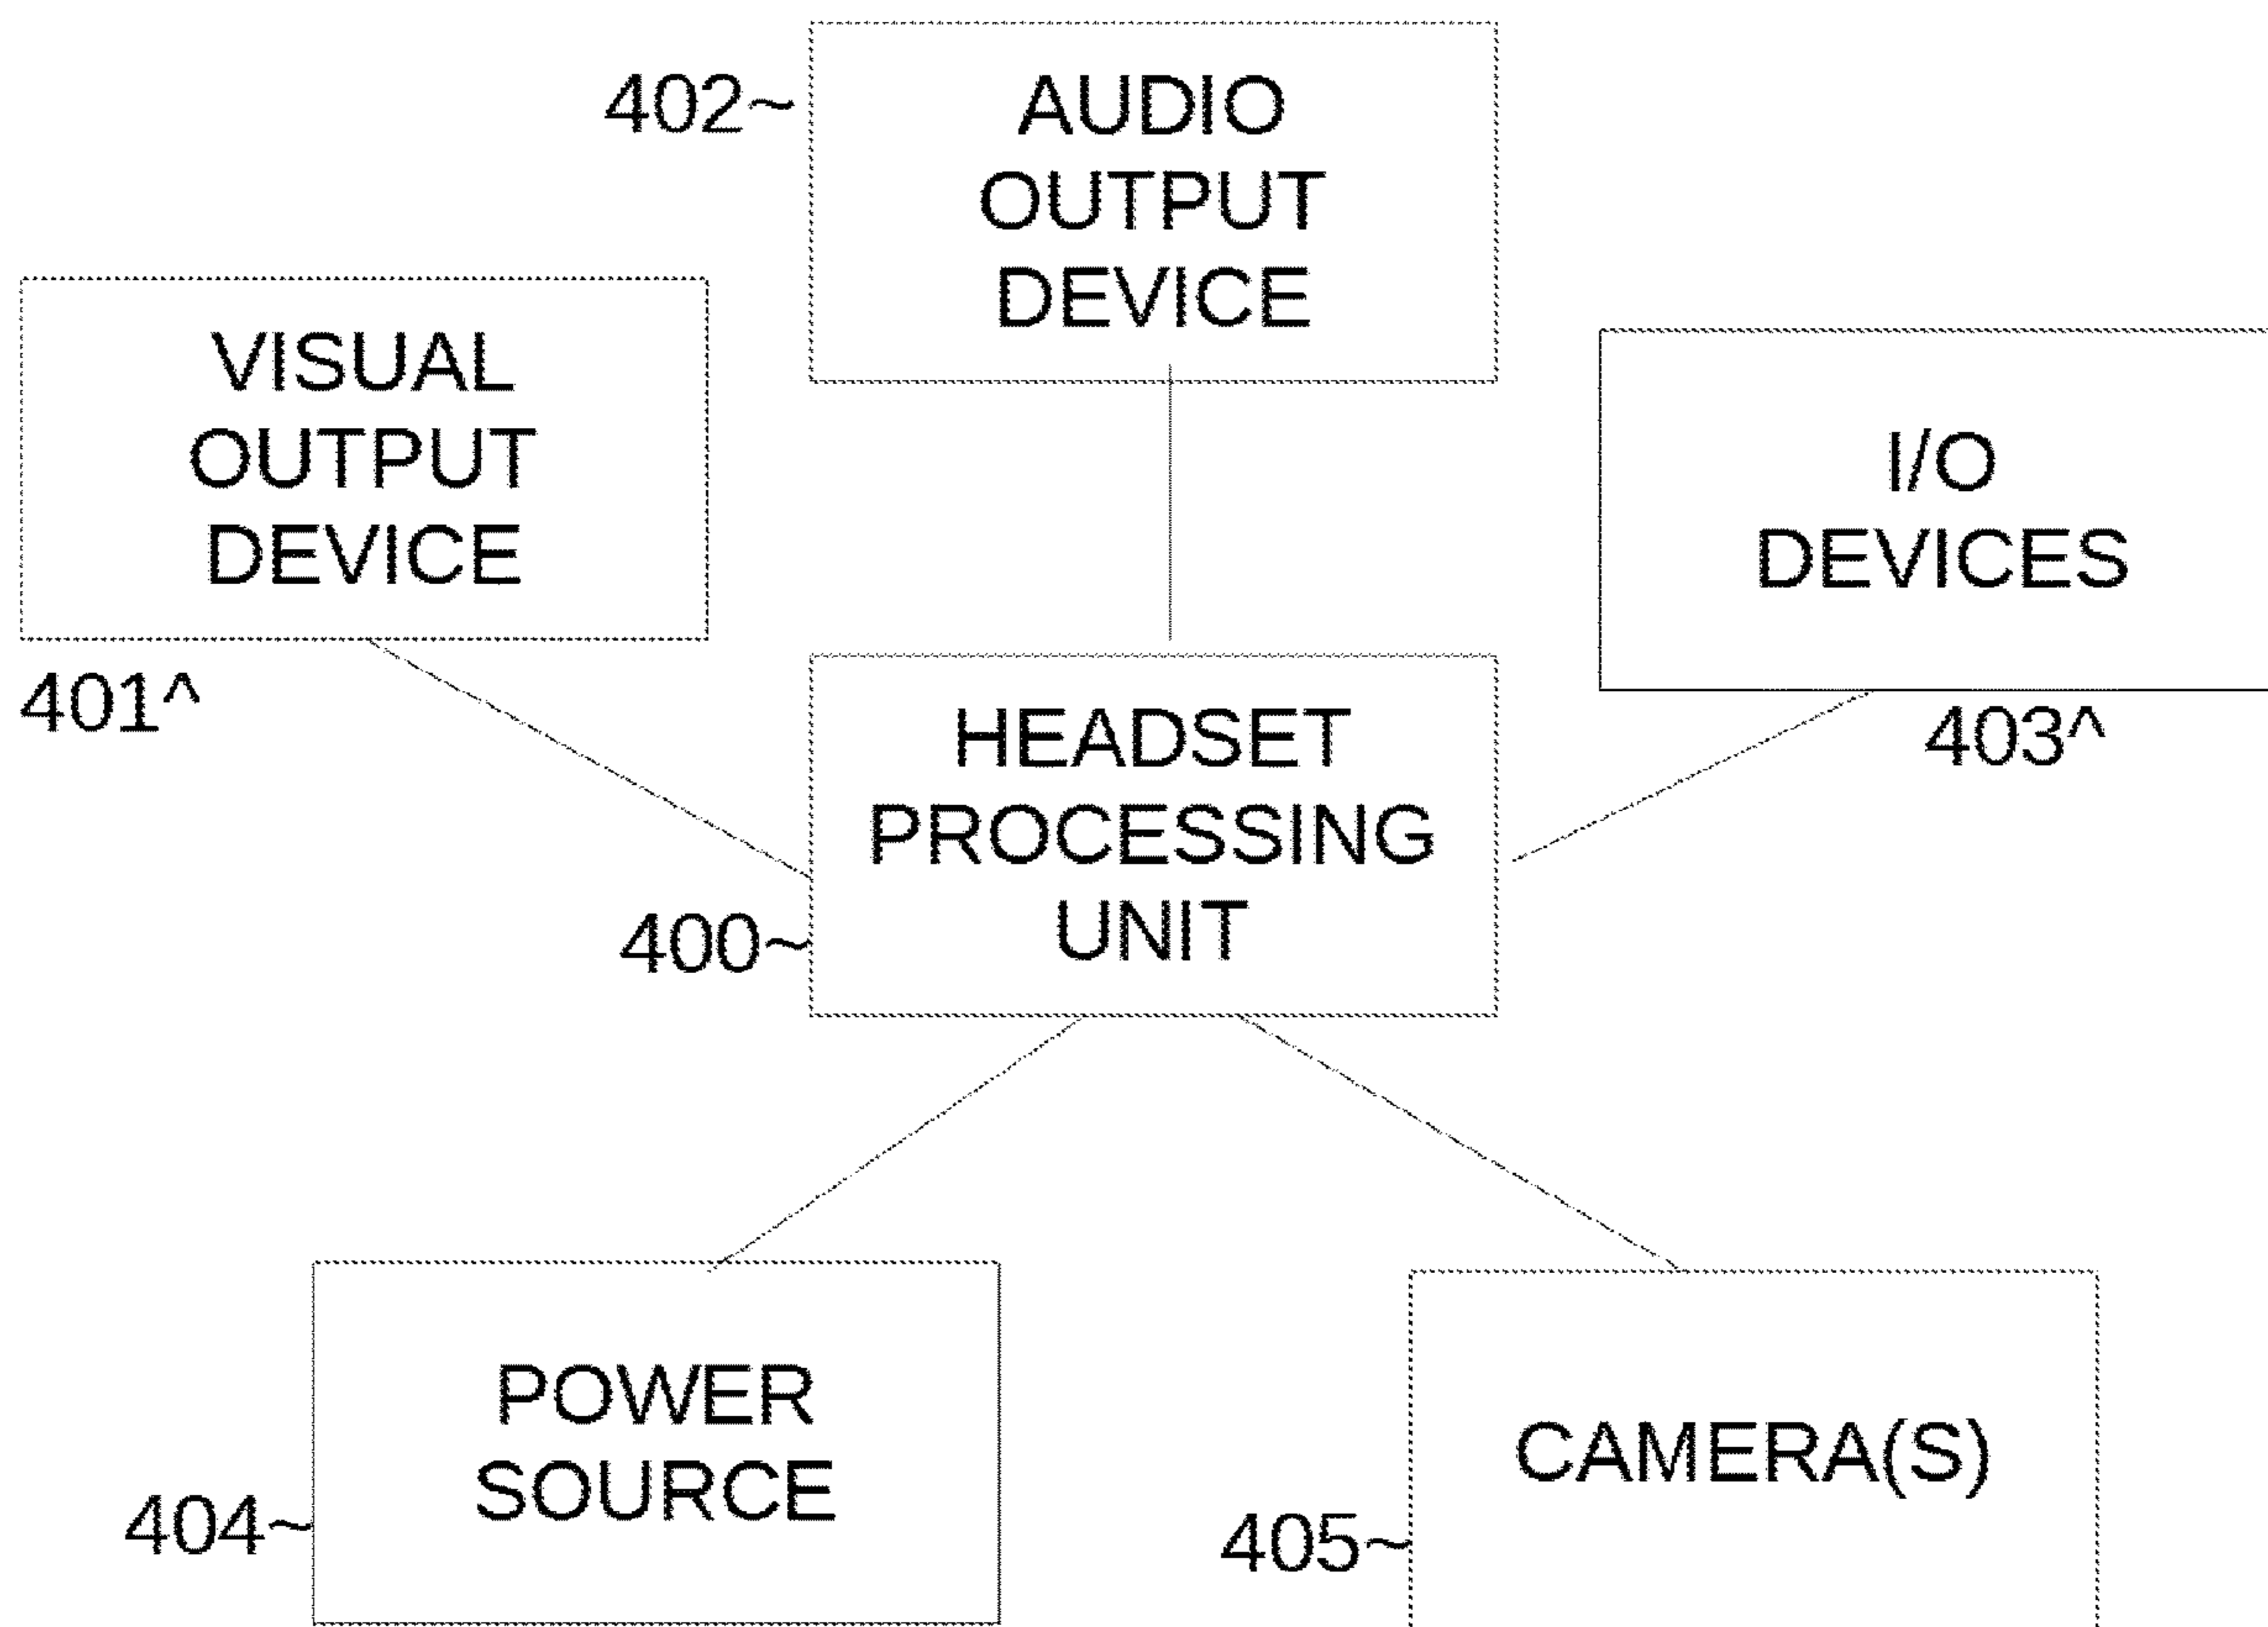 402~
AUDIO
OUTPUT
DEVICE
VISUAL
OUTPUT
DEVICE
401^
I/O
DEVICES
403^
HEADSET
PROCESSING
UNIT
400~
POWER
SOURCE
404~
CAMERA(S)
405~